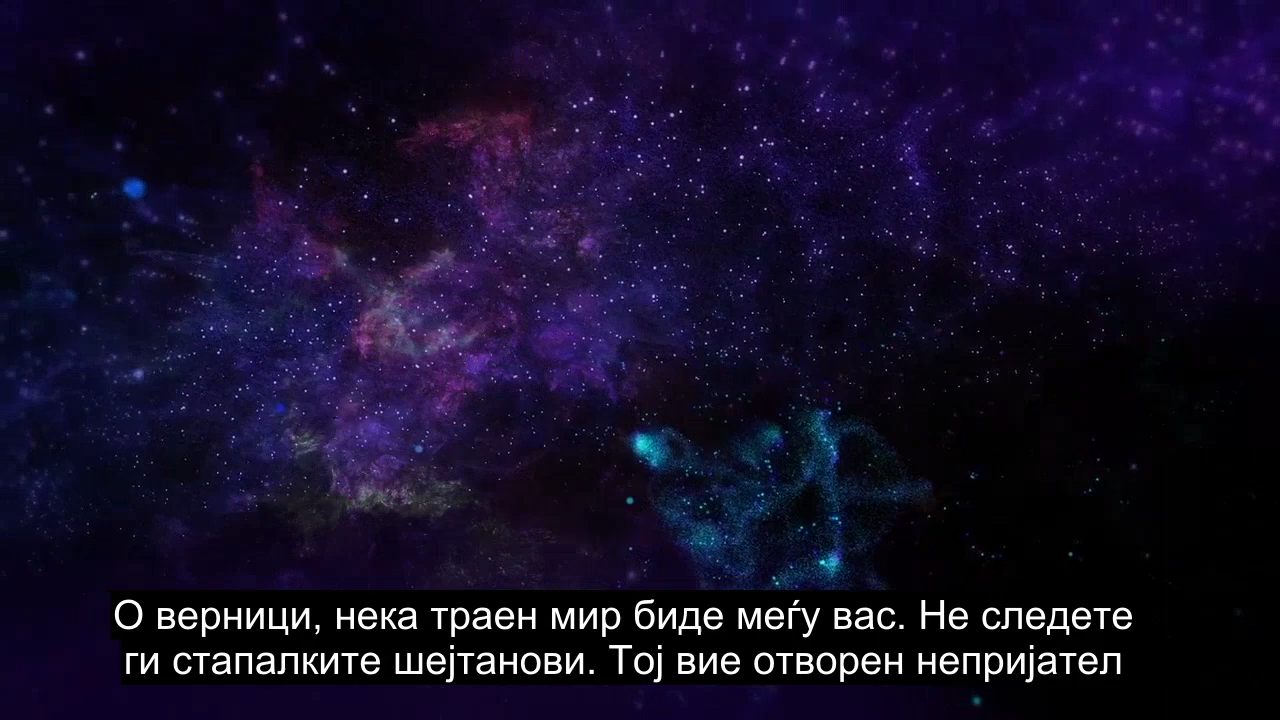 О верници, нека траен мир биде меѓу вас. Не следете
ги стапалките шејтанови. Тој вие отворен непријател